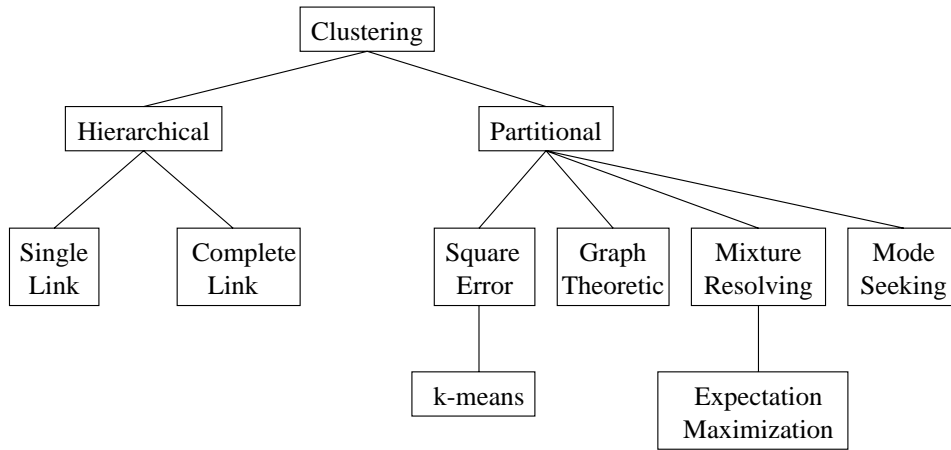 Clustering
Hierarchical
Partitional
Single
Link
Complete
Link
Square
Error
Graph
Theoretic
Mixture
Resolving
Mode
Seeking
k-means
Expectation
Maximization